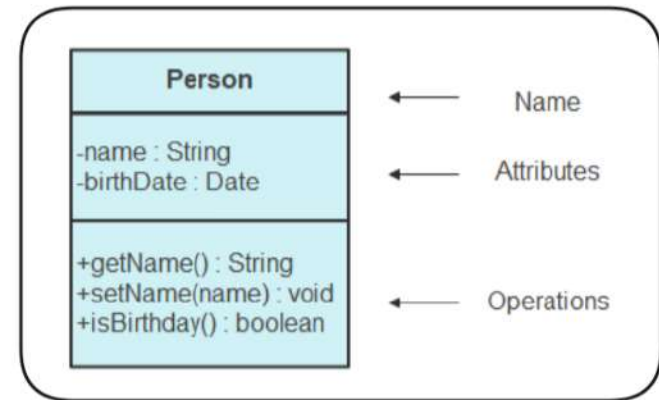 Person
Name
-name : String
-birthDate : Date
Attributes
+getName() : String
+setName(name) : void
+isBirthday() : boolean
Operations